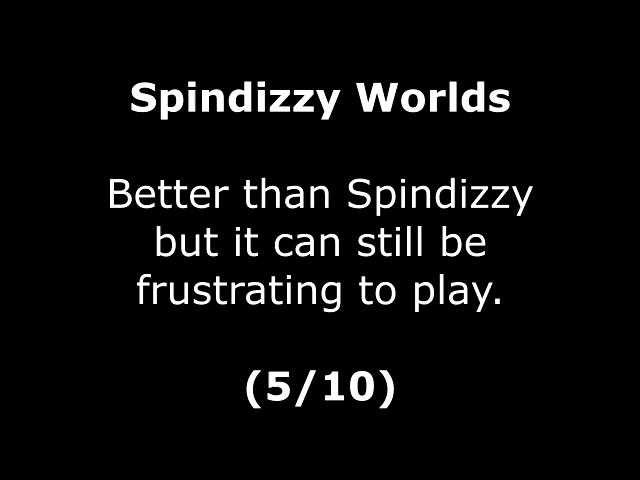 Spindizzy Worlds
Better than Spindizzy
but it can still be
frustrating to play.
(5/10)